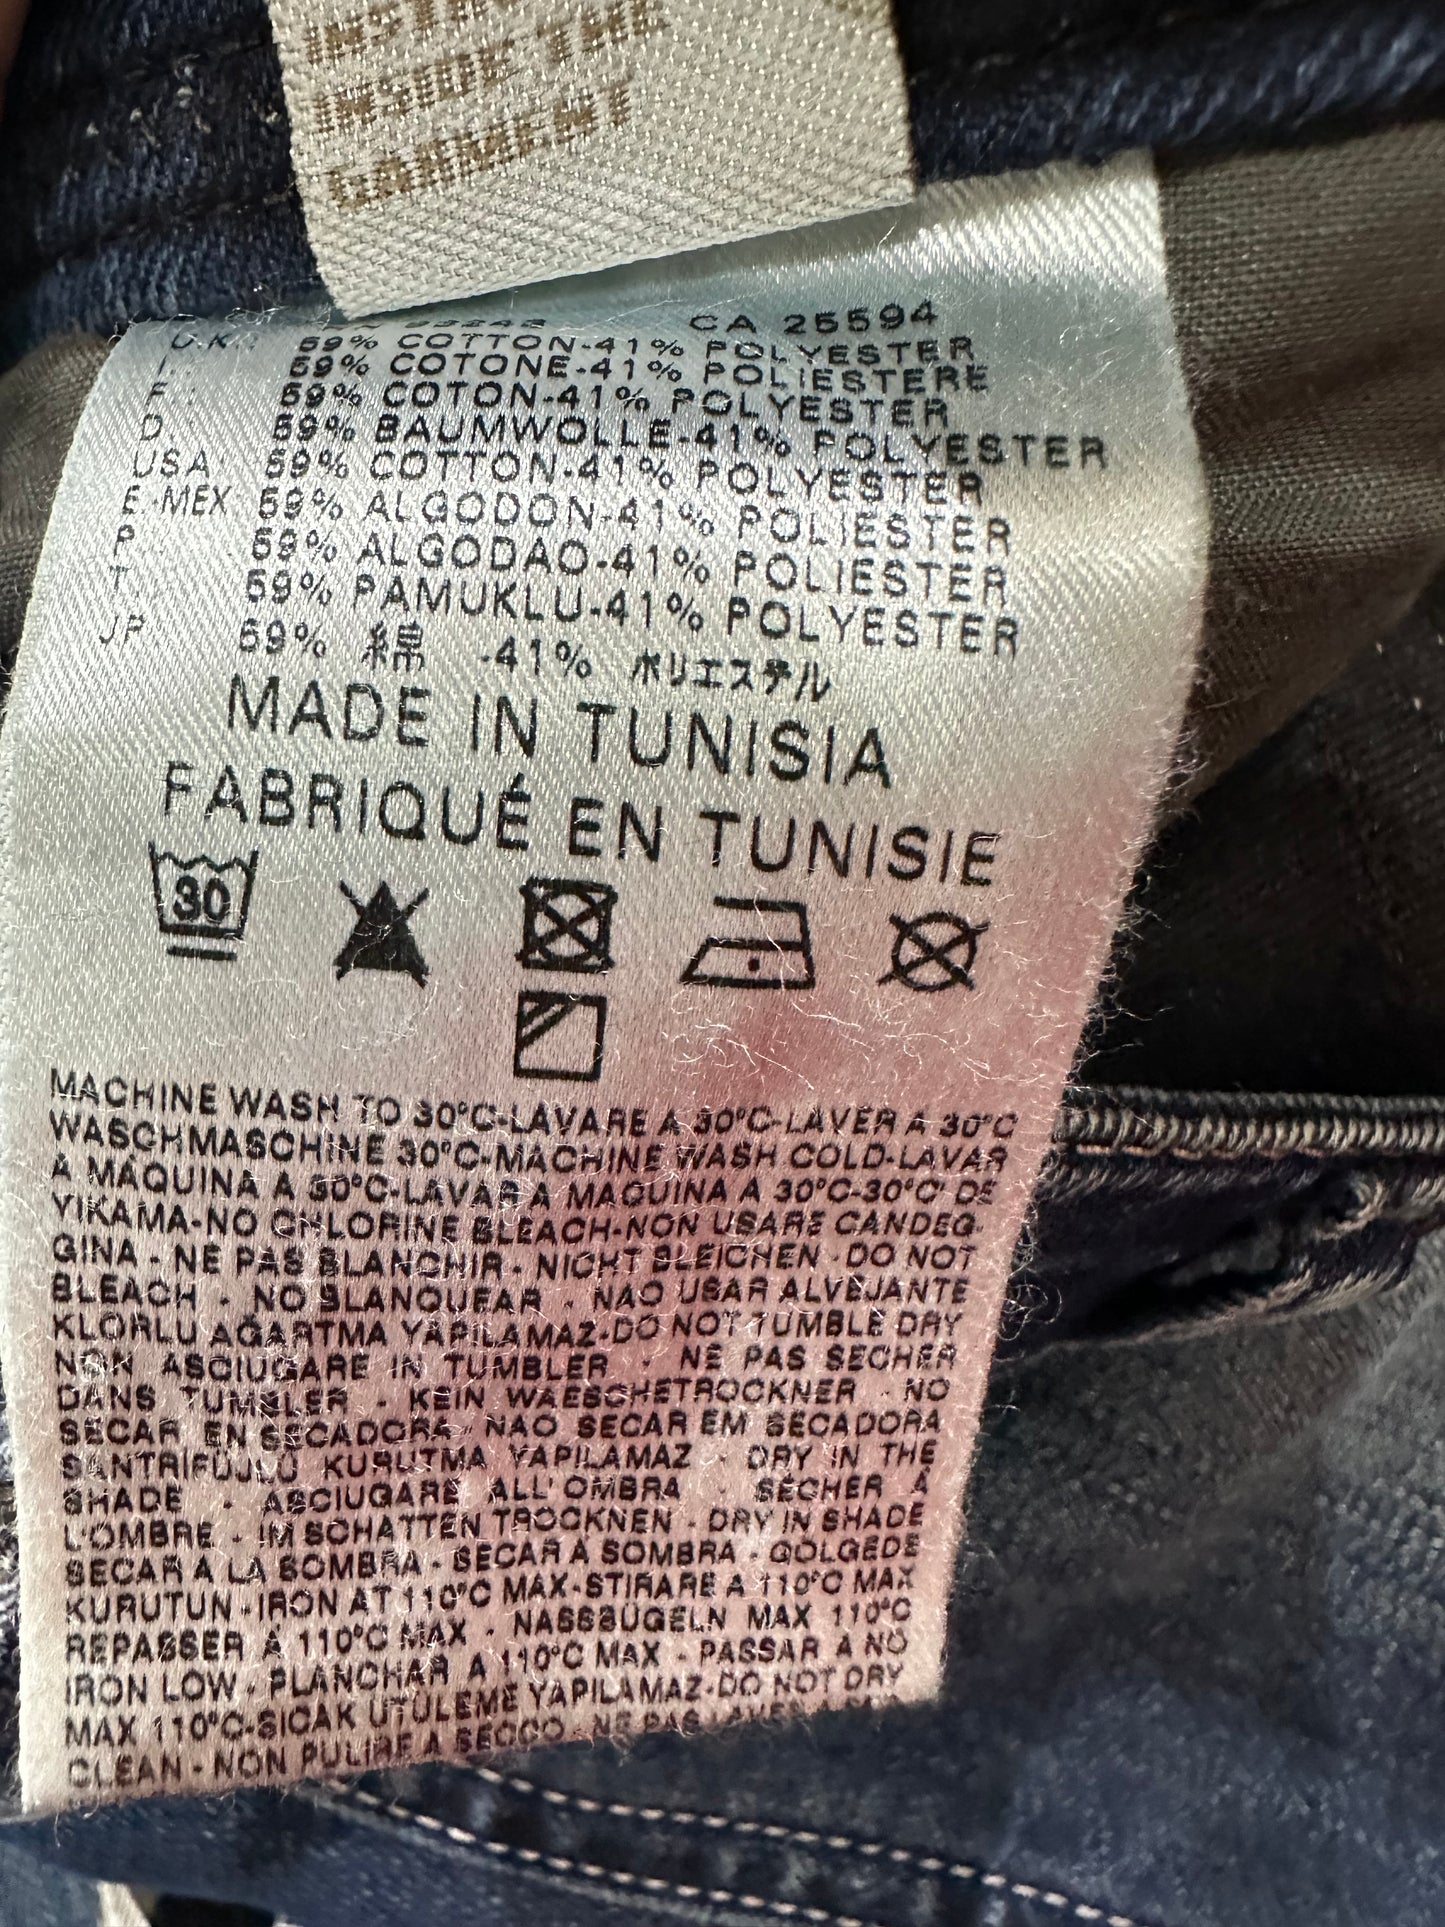 INSIDE THE
GARMENT
CA 25594
U.K.: 59% COTTON-41% POLYESTER
I.: 59% COTONE-41% POLIESTERE
F.: 59% COTON-41% POLYESTER
D.: 59% BAUMWOLLE-41% POLYESTER
USA: 59% COTTON-41% POLYESTER
E.-MEX: 59% ALGODON-41% POLIESTER
P. 59% ALGODAO-41% POLIESTER
T. 59% PAMUKLU-41% POLYESTER
JP. 59% 綿 -41% ポリエステル
MADE IN TUNISIA
FABRIQUÉ EN TUNISIE
30
MACHINE WASH TO 30°C-LAVARE A 30°C-LAVER A 30°C
WASCHMASCHINE 30°C-MACHINE WASH COLD-LAVAR
A MAQUINA A 30°C-LAVAR A MAQUINA A 30°C-30°C' DE
YIKAMA-NO CHLORINE BLEACH-NON USARE CANDEG-
GINA - NE PAS BLANCHIR - NICHT BLEICHEN - DO NOT
BLEACH - NO BLANQUEAR - NAO USAR ALVEJANTE
KLORLU AĞARTMA YAPILAMAZ-DO NOT TUMBLE DRY
NON ASCIUGARE IN TUMBLER - NE PAS SECHER
DANS TUMBLER - KEIN WAESCHETROCKNER - NO
SECAR EN SECADORA - NAO SECAR EM SECADORA
SANTRİFÜJLÜ KURUTMA YAPILAMAZ - DRY IN THE
SHADE - ASCIUGARE ALL'OMBRA - SÉCHER À
L'OMBRE - IM SCHATTEN TROCKNEN - DRY IN SHADE
SECAR A LA SOMBRA - SECAR A SOMBRA - GÖLGEDE
KURUTUN - IRON AT 110°C MAX-STIRARE A 110°C MAX
REPASSER A 110°C MAX - NASSBÜGELN MAX 110°C
IRON LOW - PLANCHAR A 110°C MAX - PASSAR A NO
MAX 110°C-SICAK ÜTÜLEME YAPILAMAZ-DO NOT DRY
CLEAN - NON PULIRE A SECCO - NE PAS LAVER